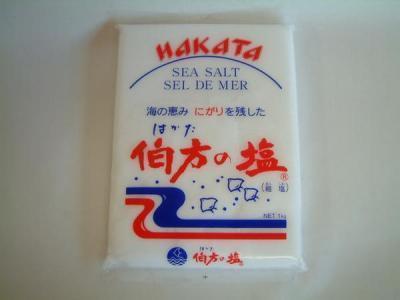 HAKATA
SEA SALT
SEL DE MER
海の恵み にがりを残した
はかた
伯方の塩®
(粗塩)
NET 1kg
はかた
伯方の塩®